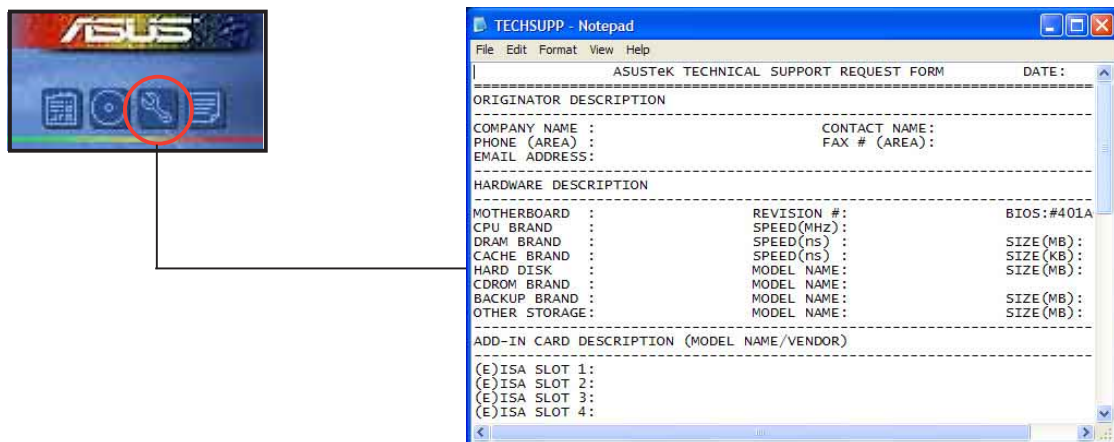 ASUS
TECHSUPP - Notepad
File Edit Format View Help
ASUSTeK TECHNICAL SUPPORT REQUEST FORM DATE:
==============================================================================
ORIGINATOR DESCRIPTION
------------------------------------------------------------------------------
COMPANY NAME : CONTACT NAME:
PHONE (AREA) : FAX # (AREA):
EMAIL ADDRESS:
------------------------------------------------------------------------------
HARDWARE DESCRIPTION
------------------------------------------------------------------------------
MOTHERBOARD : REVISION #: BIOS:#401A
CPU BRAND : SPEED(MHz):
DRAM BRAND : SPEED(ns) : SIZE(MB):
CACHE BRAND : SPEED(ns) : SIZE(KB):
HARD DISK : MODEL NAME: SIZE(MB):
CDROM BRAND : MODEL NAME:
BACKUP BRAND : MODEL NAME: SIZE(MB):
OTHER STORAGE: MODEL NAME: SIZE(MB):
------------------------------------------------------------------------------
ADD-IN CARD DESCRIPTION (MODEL NAME/VENDOR)
------------------------------------------------------------------------------
(E)ISA SLOT 1:
(E)ISA SLOT 2:
(E)ISA SLOT 3:
(E)ISA SLOT 4: